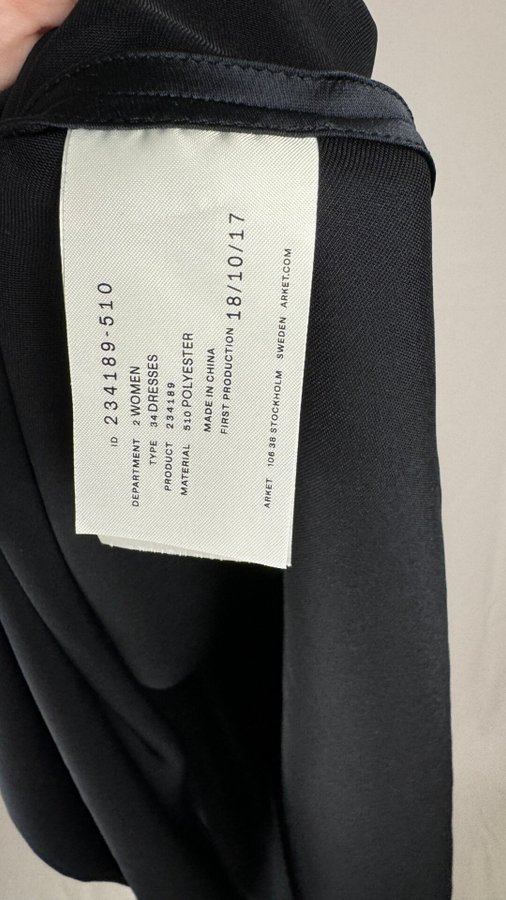 ID 234189-510
DEPARTMENT 2 WOMEN
TYPE 34 DRESSES
PRODUCT 234189
MATERIAL 510 POLYESTER
MADE IN CHINA
FIRST PRODUCTION 18/10/17
ARKET 106 38 STOCKHOLM SWEDEN ARKET.COM